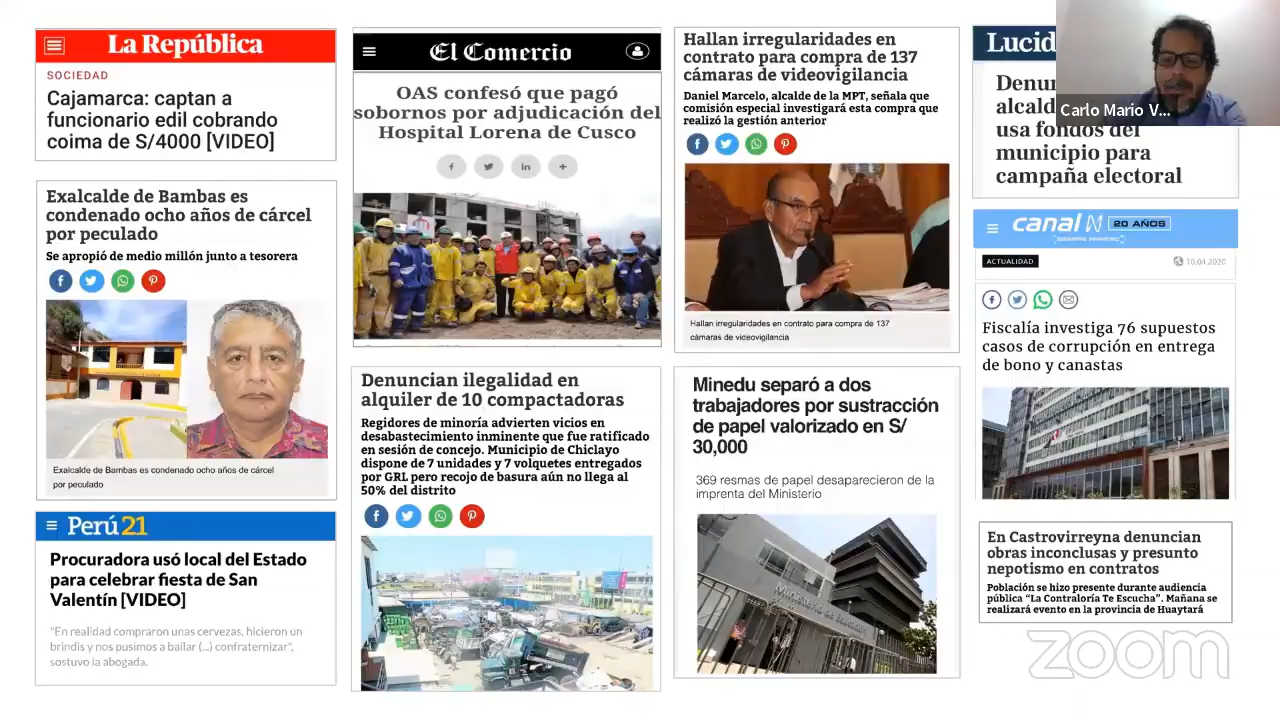 La República
SOCIEDAD
Cajamarca: captan a
funcionario edil cobrando
coima de S/4000 [VIDEO]
Exalcalde de Bambas es
condenado ocho años de cárcel
por peculado
Se apropió de medio millón junto a tesorera
Exalcalde de Bambas es condenado ocho años de cárcel
por peculado
Perú21
Procuradora usó local del Estado
para celebrar fiesta de San
Valentín [VIDEO]
"En realidad compraron unas cervezas, hicieron un
brindis y nos pusimos a bailar (...) confraternizar",
sostuvo la abogada.
El Comercio
OAS confesó que pagó
sobornos por adjudicación del
Hospital Lorena de Cusco
Denuncian ilegalidad en
alquiler de 10 compactadoras
Regidores de minoría advierten vicios en
desabastecimiento inminente que fue ratificado
en sesión de concejo. Municipio de Chiclayo
dispone de 7 unidades y 7 volquetes entregados
por GRL pero recojo de basura aún no llega al
50% del distrito
Hallan irregularidades en
contrato para compra de 137
cámaras de videovigilancia
Daniel Marcelo, alcalde de la MPT, señala que
comisión especial investigará esta compra que
realizó la gestión anterior
Hallan irregularidades en contrato para compra de 137
cámaras de videovigilancia
Minedu separó a dos
trabajadores por sustracción
de papel valorizado en S/
30,000
369 resmas de papel desaparecieron de la
imprenta del Ministerio
Ministerio de Educación
Lucid
Denun
alcald
usa fondos del
municipio para
campaña electoral
Carlo Mario V...
canal N 20 AÑOS
SIEMPRE PRIMERO
ACTUALIDAD
10.04.2020
Fiscalía investiga 76 supuestos
casos de corrupción en entrega
de bono y canastas
En Castrovirreyna denuncian
obras inconclusas y presunto
nepotismo en contratos
Población se hizo presente durante audiencia
pública “La Contraloría Te Escucha”. Mañana se
realizará evento en la provincia de Huaytará
zoom